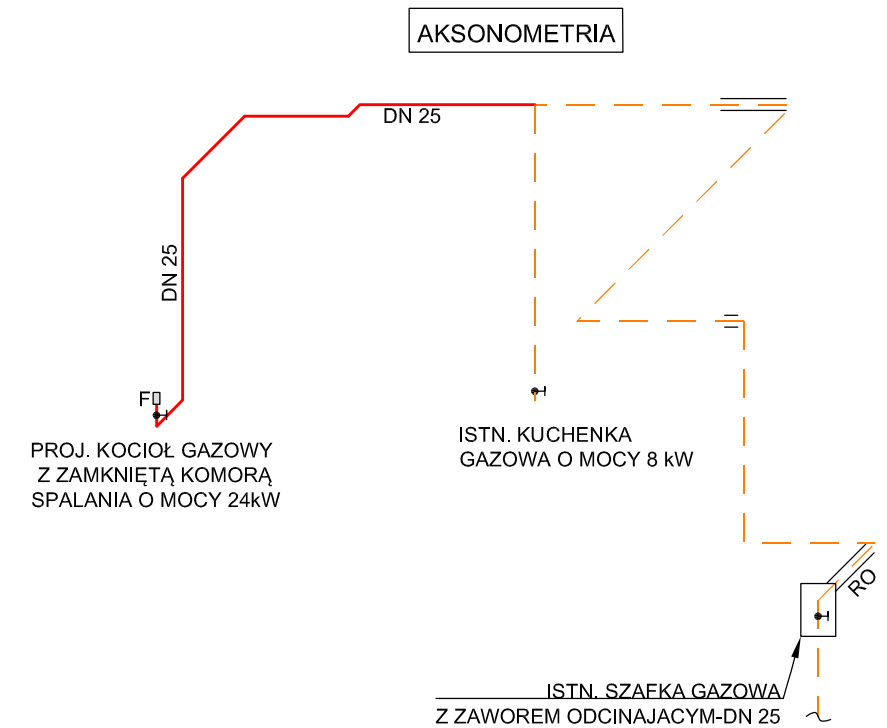 AKSONOMETRIA
DN 25
DN 25
F
PROJ. KOCIOŁ GAZOWY
Z ZAMKNIĘTĄ KOMORĄ
SPALANIA O MOCY 24kW
ISTN. KUCHENKA
GAZOWA O MOCY 8 kW
RO
ISTN. SZAFKA GAZOWA
Z ZAWOREM ODCINAJACYM-DN 25